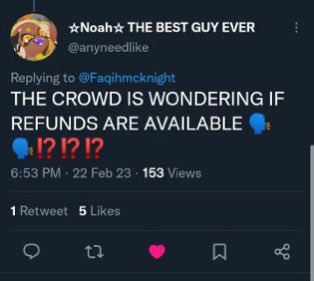 ☆Noah☆ THE BEST GUY EVER
@anyneedlike
Replying to @Faqihmcknight
THE CROWD IS WONDERING IF
REFUNDS ARE AVAILABLE 🗣️
🗣️⁉️⁉️⁉️
6:53 PM · 22 Feb 23 · 153 Views
1 Retweet 5 Likes